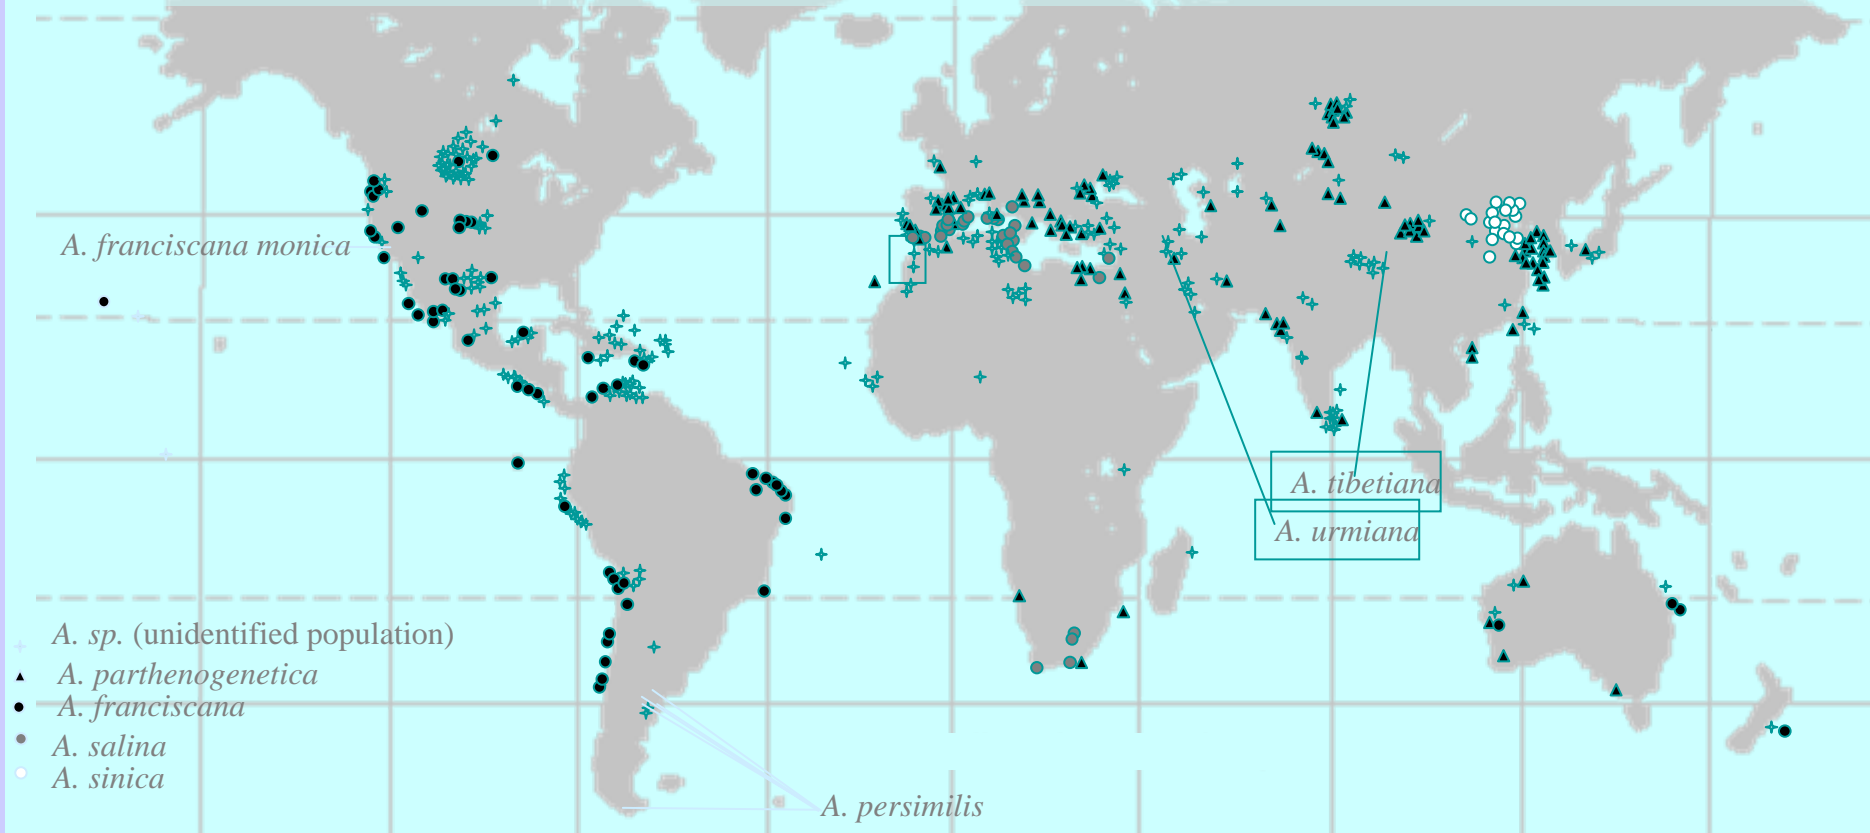 A. franciscana monica
A. tibetiana
A. urmiana
A. sp. (unidentified population)
A. parthenogenetica
A. franciscana
A. salina
A. sinica
A. persimilis